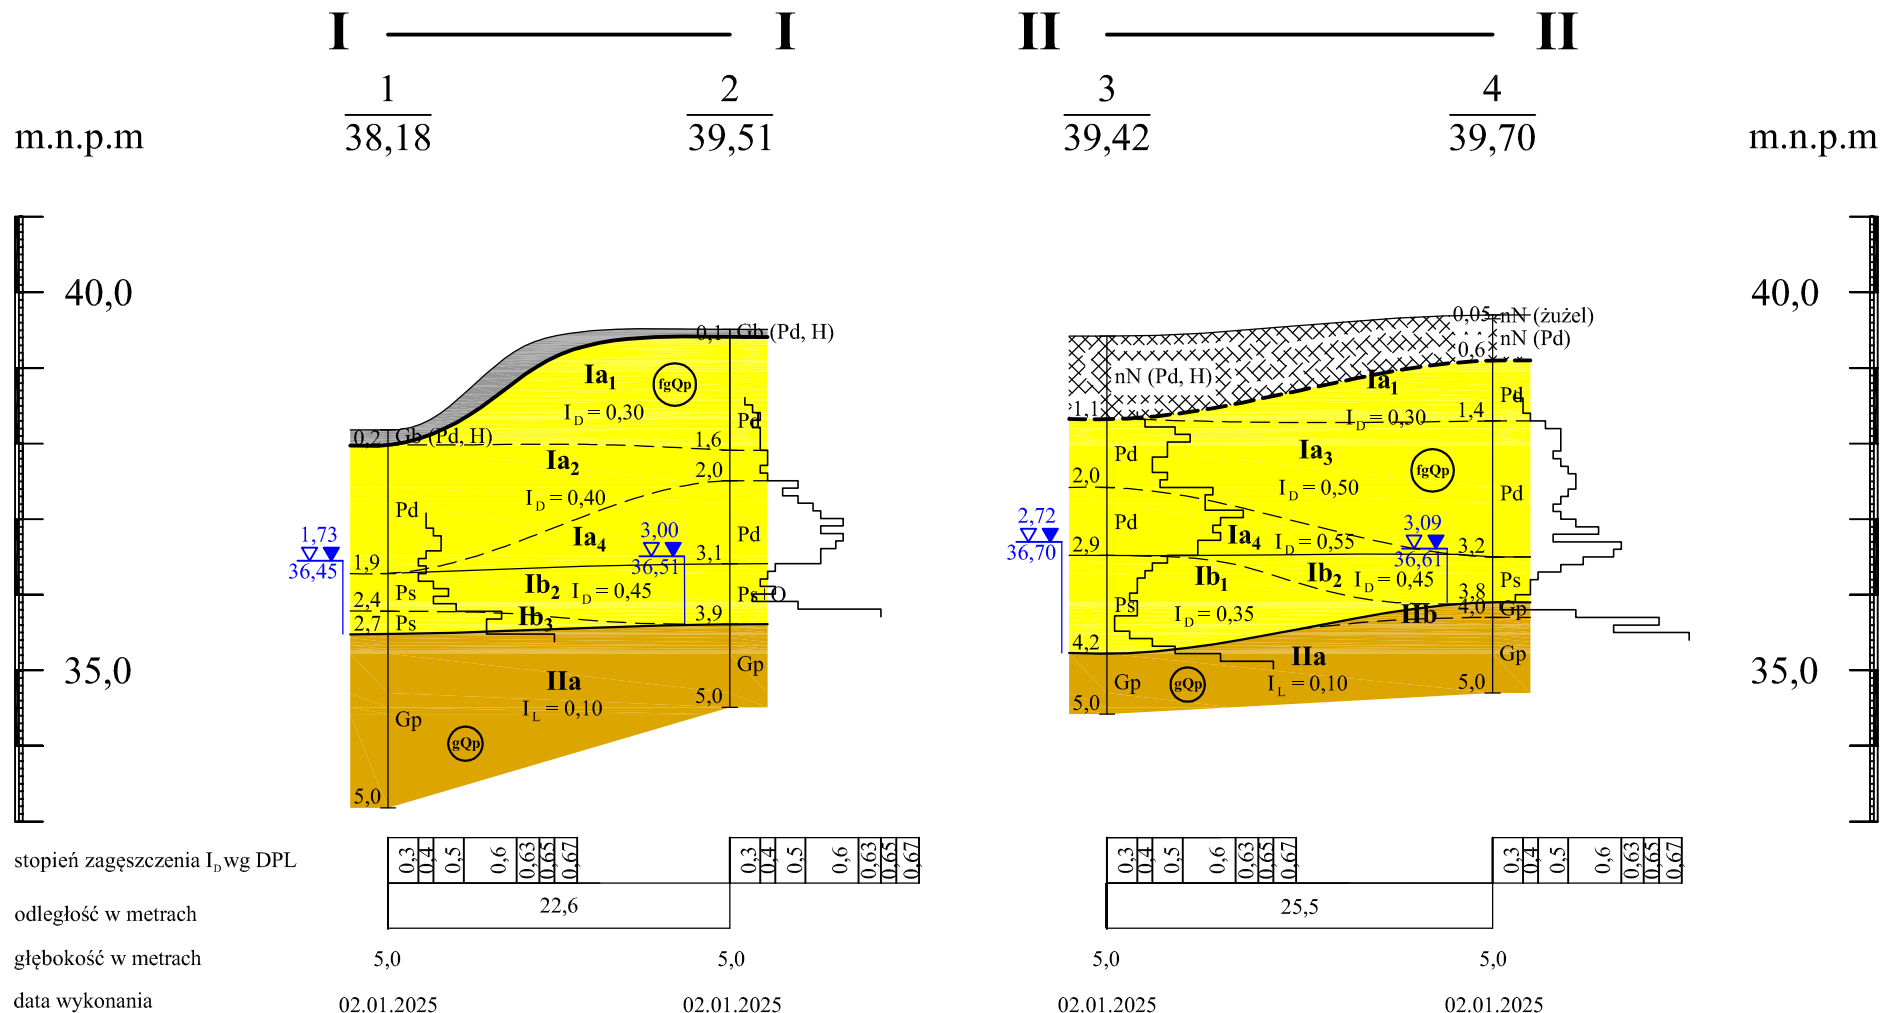 I I II II
1 2 3 4
m.n.p.m 38,18 39,51 39,42 39,70 m.n.p.m
40,0 40,0
0,05 nN (żużel)
0,1 Gb (Pd, H) nN (Pd)
0,6
Ia1 fgQp nN (Pd, H) Ia1
ID = 0,30 Pd 1,1 ID = 0,30 1,4 Pd
0,2 Gb (Pd, H) 1,6
Ia2 2,0 Pd Ia3 fgQp
ID = 0,40 2,0 ID = 0,50 Pd
Pd
1,73 Ia4 3,00 Pd 2,72 Pd Ia4 3,09
36,45 1,9 36,51 3,1 36,70 2,9 ID = 0,55 36,61 3,2
Ps Ib2 ID = 0,45 Ps+O Ib1 Ib2 ID = 0,45 Ps
2,4 Ib3 3,9 Ps ID = 0,35 3,8
2,7 Ps IIb 4,0 Gp
35,0 Gp 4,2 IIa Gp 35,0
IIa 5,0 Gp gQp IL = 0,10 5,0
Gp IL = 0,10 5,0
gQp
5,0
stopień zagęszczenia ID wg DPL 0,3 0,4 0,5 0,6 0,63 0,65 0,67 0,3 0,4 0,5 0,6 0,63 0,65 0,67 0,3 0,4 0,5 0,6 0,63 0,65 0,67 0,3 0,4 0,5 0,6 0,63 0,65 0,67
odległość w metrach 22,6 25,5
głębokość w metrach 5,0 5,0 5,0 5,0
data wykonania 02.01.2025 02.01.2025 02.01.2025 02.01.2025